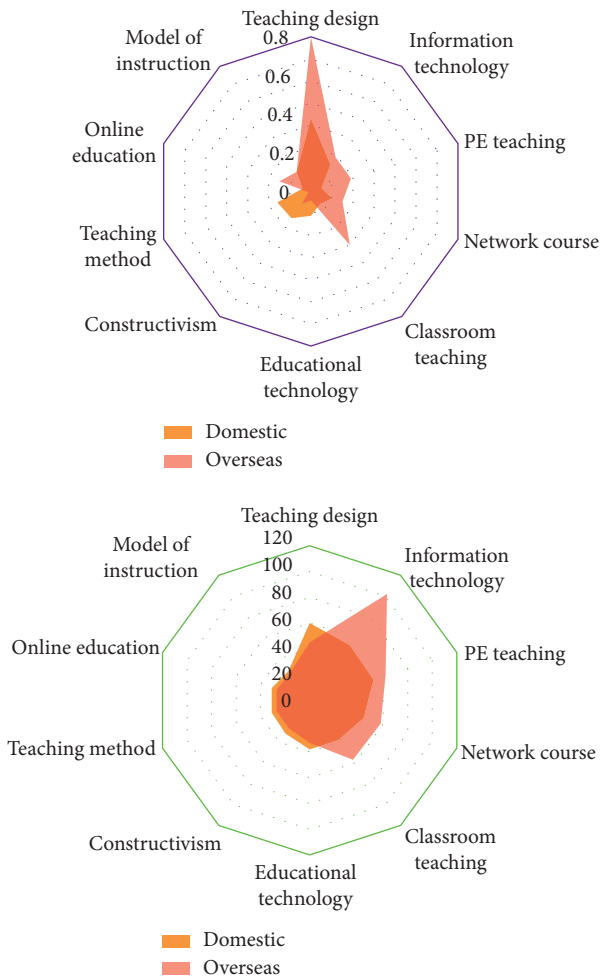 Teaching design
0.8
Model of
instruction
Information
technology
0.6
0.4
Online
education
PE teaching
0.2
0
Teaching
method
Network course
Constructivism
Classroom
teaching
Educational
technology
Domestic
Overseas
Teaching design
120
Model of
instruction
Information
technology
100
80
60
Online education
PE teaching
40
20
0
Teaching method
Network course
Constructivism
Classroom
teaching
Educational
technology
Domestic
Overseas